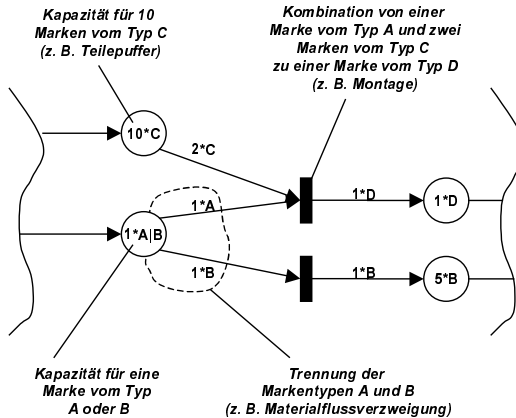 Kapazität für 10
Marken vom Typ C
(z. B. Teilepuffer)
Kombination von einer
Marke vom Typ A und zwei
Marken vom Typ C
zu einer Marke vom Typ D
(z. B. Montage)
10*C
2*C
1*A
1*D
1*D
1*A|B
1*B
1*B
5*B
Kapazität für eine
Marke vom Typ
A oder B
Trennung der
Markentypen A und B
(z. B. Materialflussverzweigung)